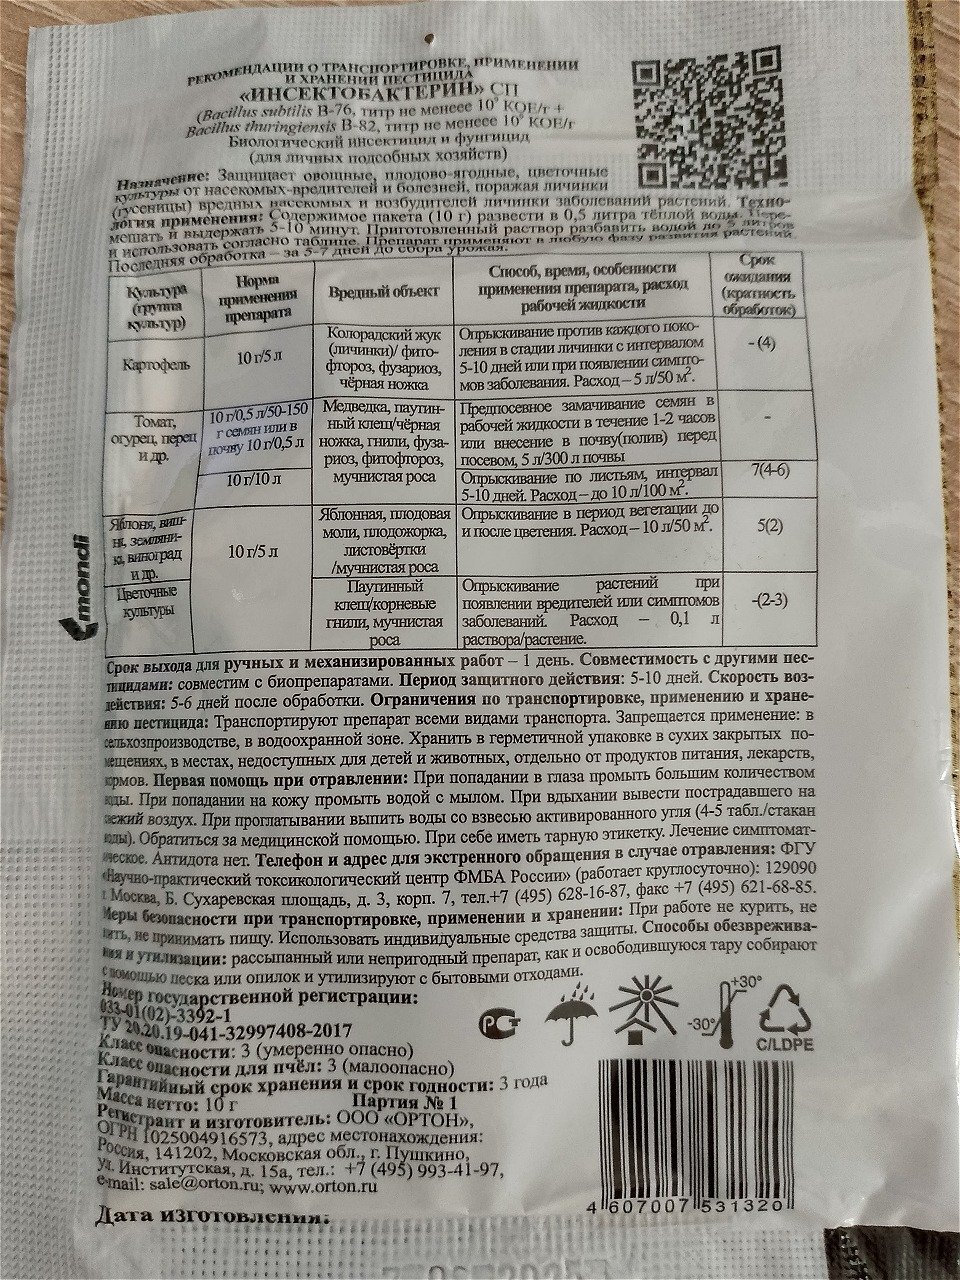 РЕКОМЕНДАЦИИ О ТРАНСПОРТИРОВКЕ, ПРИМЕНЕНИИ
И ХРАНЕНИИ ПЕСТИЦИДА
«ИНСЕКТОБАКТЕРИН» СП
(Bacillus subtilis В-76, титр не менеее 10⁹ КОЕ/г +
Bacillus thuringiensis В-82, титр не менеее 10⁹ КОЕ/г
Биологический инсектицид и фунгицид
(для личных подсобных хозяйств)
Назначение: Защищает овощные, плодово-ягодные, цветочные
культуры от насекомых-вредителей и болезней, поражая личинки
(гусеницы) вредных насекомых и возбудителей личинки заболеваний растений. Техно-
логия применения: Содержимое пакета (10 г) развести в 0,5 литра тёплой воды. Пере-
мешать и выдержать 5-10 минут. Приготовленный раствор разбавить водой до 5 литров
и использовать согласно таблице. Препарат применяют в любую фазу развития растений.
Последняя обработка – за 5-7 дней до сбора урожая.
Культура
(группа
культур)
Норма
применения
препарата
Вредный объект
Способ, время, особенности
применения препарата, расход
рабочей жидкости
Срок
ожидания
(кратность
обработок)
Картофель
10 г/5 л
Колорадский жук
(личинки)/ фито-
фтороз, фузариоз,
чёрная ножка
Опрыскивание против каждого поко-
ления в стадии личинки с интервалом
5-10 дней или при появлении симпто-
мов заболевания. Расход – 5 л/50 м².
- (4)
Томат,
огурец, перец
и др.
10 г/0,5 л/50-150
г семян или в
почву 10 г/0,5 л
Медведка, паутин-
ный клещ/чёрная
ножка, гнили, фуза-
риоз, фитофтороз,
мучнистая роса
Предпосевное замачивание семян в
рабочей жидкости в течение 1-2 часов
или внесение в почву(полив) перед
посевом, 5 л/300 л почвы
-
10 г/10 л
Опрыскивание по листьям, интервал
5-10 дней. Расход – до 10 л/100 м².
7(4-6)
Яблоня, виш-
ня, земляни-
ка, виноград
и др.
10 г/5 л
Яблонная, плодовая
моли, плодожорка,
листовёртки
/мучнистая роса
Опрыскивание в период вегетации до
и после цветения. Расход – 10 л/50 м².
5(2)
Цветочные
культуры
Паутинный
клещ/корневые
гнили, мучнистая
роса
Опрыскивание растений при
появлении вредителей или симптомов
заболеваний. Расход – 0,1 л
раствора/растение.
-(2-3)
mondi
Срок выхода для ручных и механизированных работ – 1 день. Совместимость с другими пес-
тицидами: совместим с биопрепаратами. Период защитного действия: 5-10 дней. Скорость воз-
действия: 5-6 дней после обработки. Ограничения по транспортировке, применению и хране-
нию пестицида: Транспортируют препарат всеми видами транспорта. Запрещается применение: в
сельхозпроизводстве, в водоохранной зоне. Хранить в герметичной упаковке в сухих закрытых по-
мещениях, в местах, недоступных для детей и животных, отдельно от продуктов питания, лекарств,
кормов. Первая помощь при отравлении: При попадании в глаза промыть большим количеством
воды. При попадании на кожу промыть водой с мылом. При вдыхании вывести пострадавшего на
свежий воздух. При проглатывании выпить воды со взвесью активированного угля (4-5 табл./стакан
воды). Обратиться за медицинской помощью. При себе иметь тарную этикетку. Лечение симптомат-
ическое. Антидота нет. Телефон и адрес для экстренного обращения в случае отравления: ФГУ
«Научно-практический токсикологический центр ФМБА России» (работает круглосуточно): 129090
г. Москва, Б. Сухаревская площадь, д. 3, корп. 7, тел.+7 (495) 628-16-87, факс +7 (495) 621-68-85.
Меры безопасности при транспортировке, применении и хранении: При работе не курить, не
пить, не принимать пищу. Использовать индивидуальные средства защиты. Способы обезврежива-
ния и утилизации: рассыпанный или непригодный препарат, как и освободившуюся тару собирают
с помощью песка или опилок и утилизируют с бытовыми отходами.
Номер государственной регистрации:
033-01(02)-3392-1
ТУ 20.20.19-041-32997408-2017
Класс опасности: 3 (умеренно опасно)
Класс опасности для пчёл: 3 (малоопасно)
Гарантийный срок хранения и срок годности: 3 года
Масса нетто: 10 г Партия № 1
Регистрант и изготовитель: ООО «ОРТОН»,
ОГРН 1025004916573, адрес местонахождения:
Россия, 141202, Московская обл., г. Пушкино,
ул. Институтская, д. 15а, тел.: +7 (495) 993-41-97,
e-mail: sale@orton.ru; www.orton.ru
Дата изготовления:
РСТ
+30°
-30°
C/LDPE
4 607007 531320